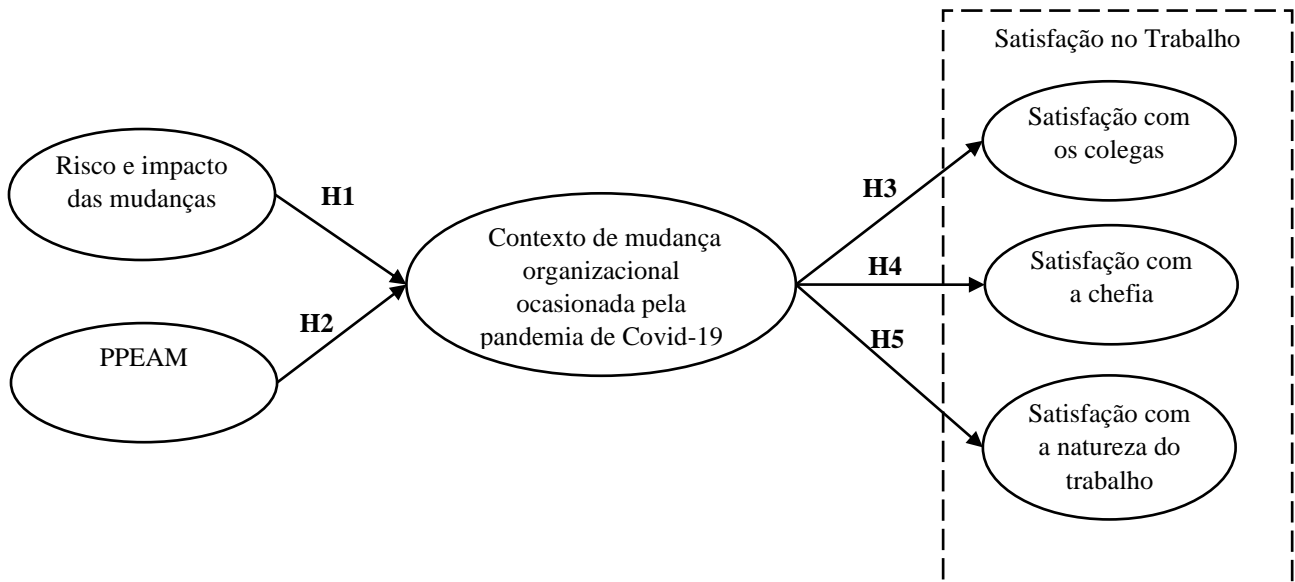 Satisfação no Trabalho
Risco e impacto
das mudanças
H1
PPEAM
H2
Contexto de mudança
organizacional
ocasionada pela
pandemia de Covid-19
H3
Satisfação com
os colegas
H4
Satisfação com
a chefia
H5
Satisfação com
a natureza do
trabalho